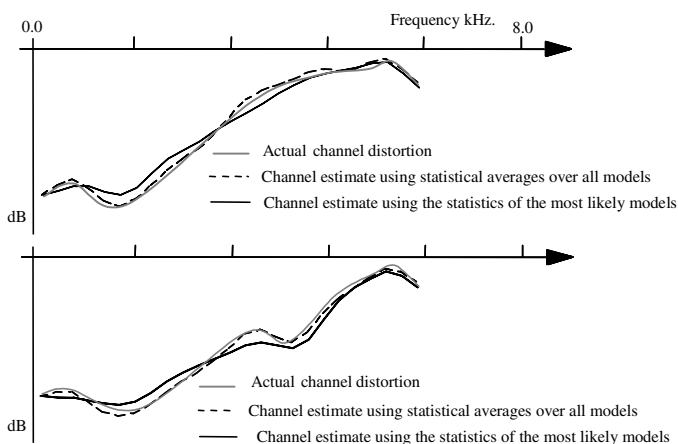 0.0 Frequency kHz. 8.0
Actual channel distortion
Channel estimate using statistical averages over all models
Channel estimate using the statistics of the most likely models
dB
Actual channel distortion
Channel estimate using statistical averages over all models
Channel estimate using the statistics of the most likely models
dB